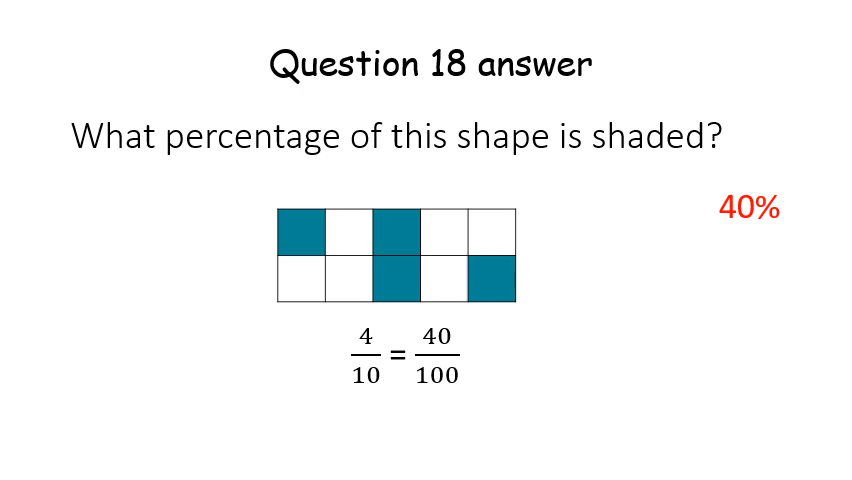 Question 18 answer
What percentage of this shape is shaded?
40%
4/10 = 40/100